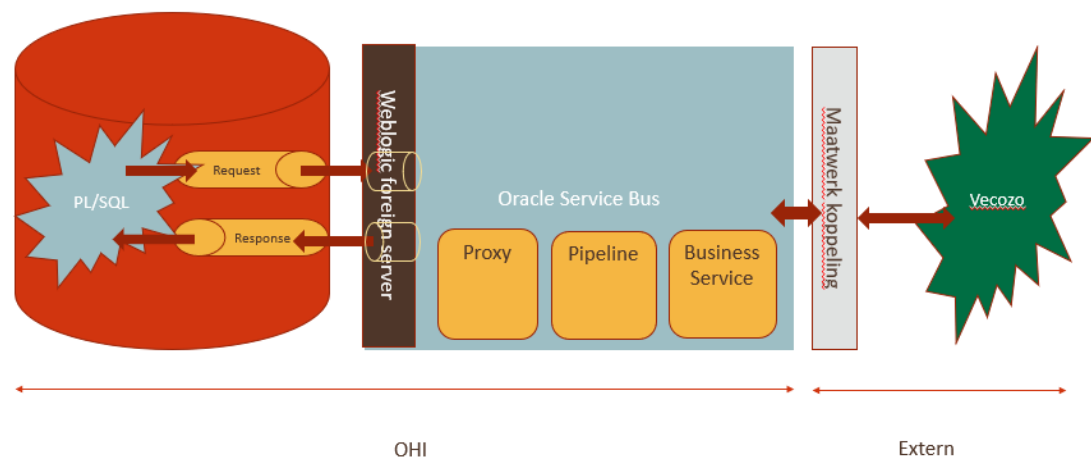 PL/SQL
Request
Response
Weblogic foreign server
Oracle Service Bus
Proxy
Pipeline
Business
Service
Maatwerk koppeling
Vecozo
OHI
Extern